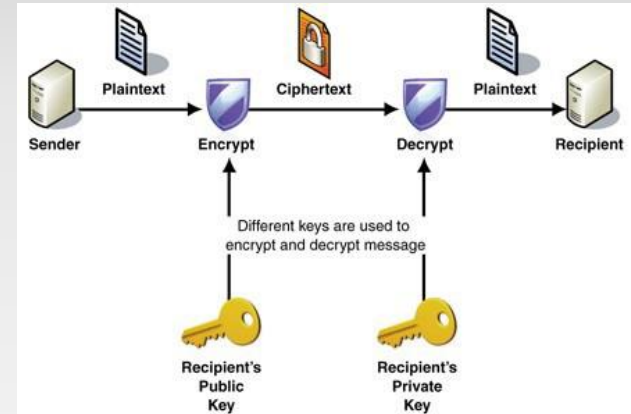 Plaintext
Ciphertext
Plaintext
Sender
Encrypt
Decrypt
Recipient
Different keys are used to
encrypt and decrypt message
Recipient's
Public
Key
Recipient's
Private
Key